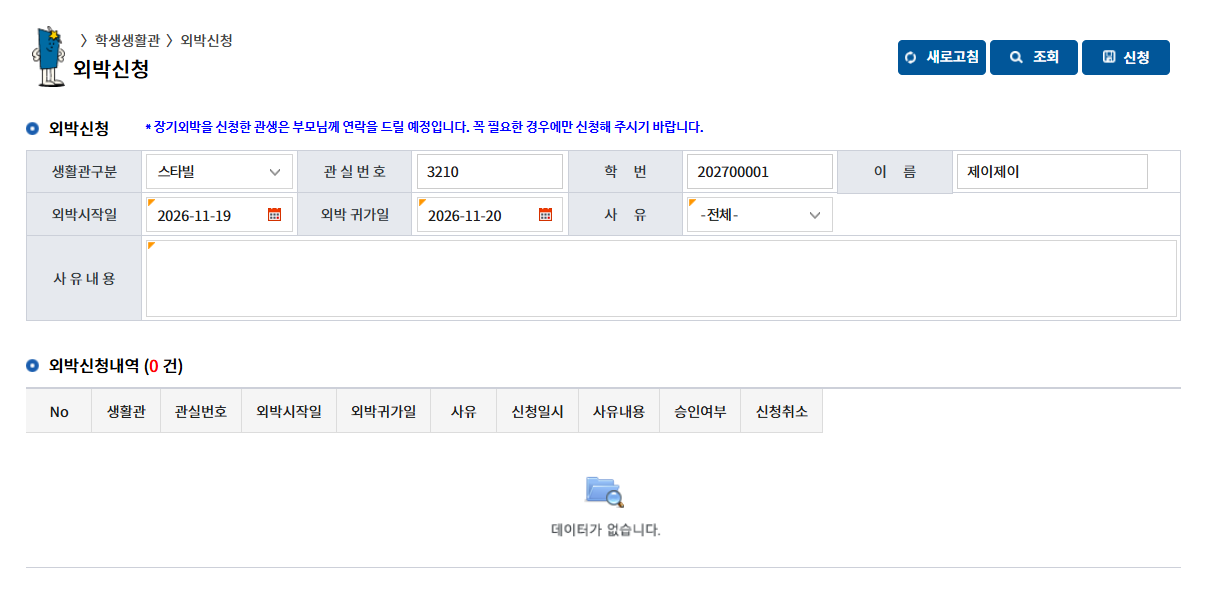 〉 학생생활관 〉 외박신청
외박신청
새로고침 조회 신청
외박신청 * 장기외박을 신청한 관생은 부모님께 연락을 드릴 예정입니다. 꼭 필요한 경우에만 신청해 주시기 바랍니다.
생활관구분 스타빌 관 실 번 호 3210 학 번 202700001 이 름 제이제이
외박시작일 2026-11-19 외박 귀가일 2026-11-20 사 유 -전체-
사 유 내 용
외박신청내역 (0 건)
No 생활관 관실번호 외박시작일 외박귀가일 사유 신청일시 사유내용 승인여부 신청취소
데이터가 없습니다.